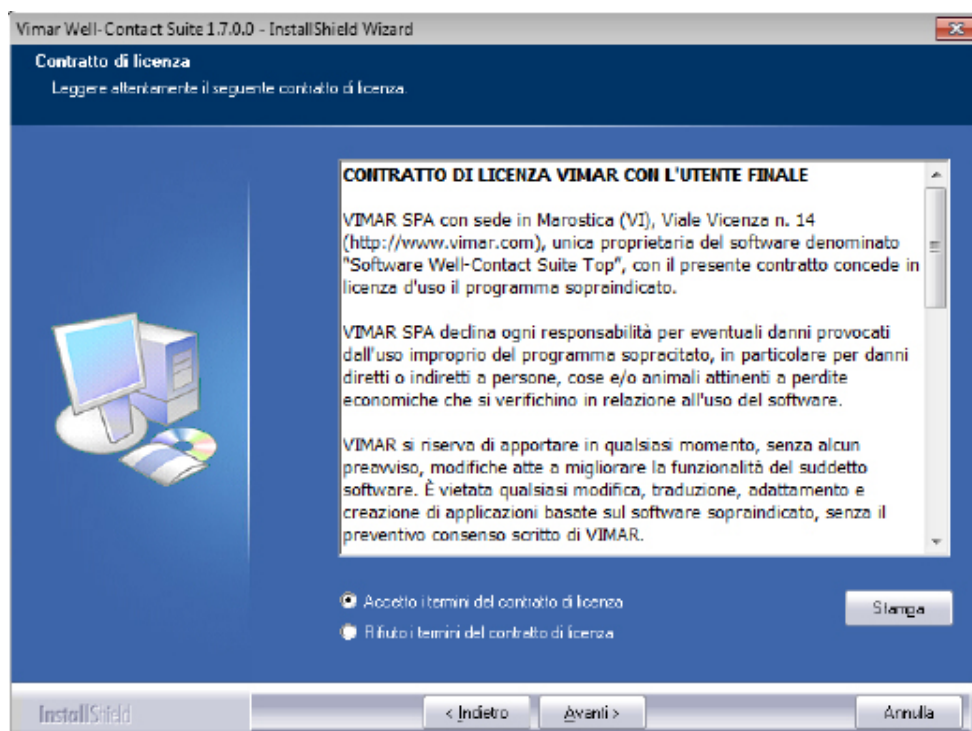 Vimar Well-Contact Suite 1.7.0.0 - InstallShield Wizard
Contratto di licenza
Leggere attentamente il seguente contratto di licenza.
CONTRATTO DI LICENZA VIMAR CON L'UTENTE FINALE
VIMAR SPA con sede in Marostica (VI), Viale Vicenza n. 14
(http://www.vimar.com), unica proprietaria del software denominato
"Software Well-Contact Suite Top", con il presente contratto concede in
licenza d'uso il programma sopraindicato.
VIMAR SPA declina ogni responsabilità per eventuali danni provocati
dall'uso improprio del programma sopracitato, in particolare per danni
diretti o indiretti a persone, cose e/o animali attinenti a perdite
economiche che si verifichino in relazione all'uso del software.
VIMAR si riserva di apportare in qualsiasi momento, senza alcun
preavviso, modifiche atte a migliorare la funzionalità del suddetto
software. È vietata qualsiasi modifica, traduzione, adattamento e
creazione di applicazioni basate sul software sopraindicato, senza il
preventivo consenso scritto di VIMAR.
Accetto i termini del contratto di licenza
Rifiuto i termini del contratto di licenza
Stampa
InstallShield
< Indietro
Avanti >
Annulla